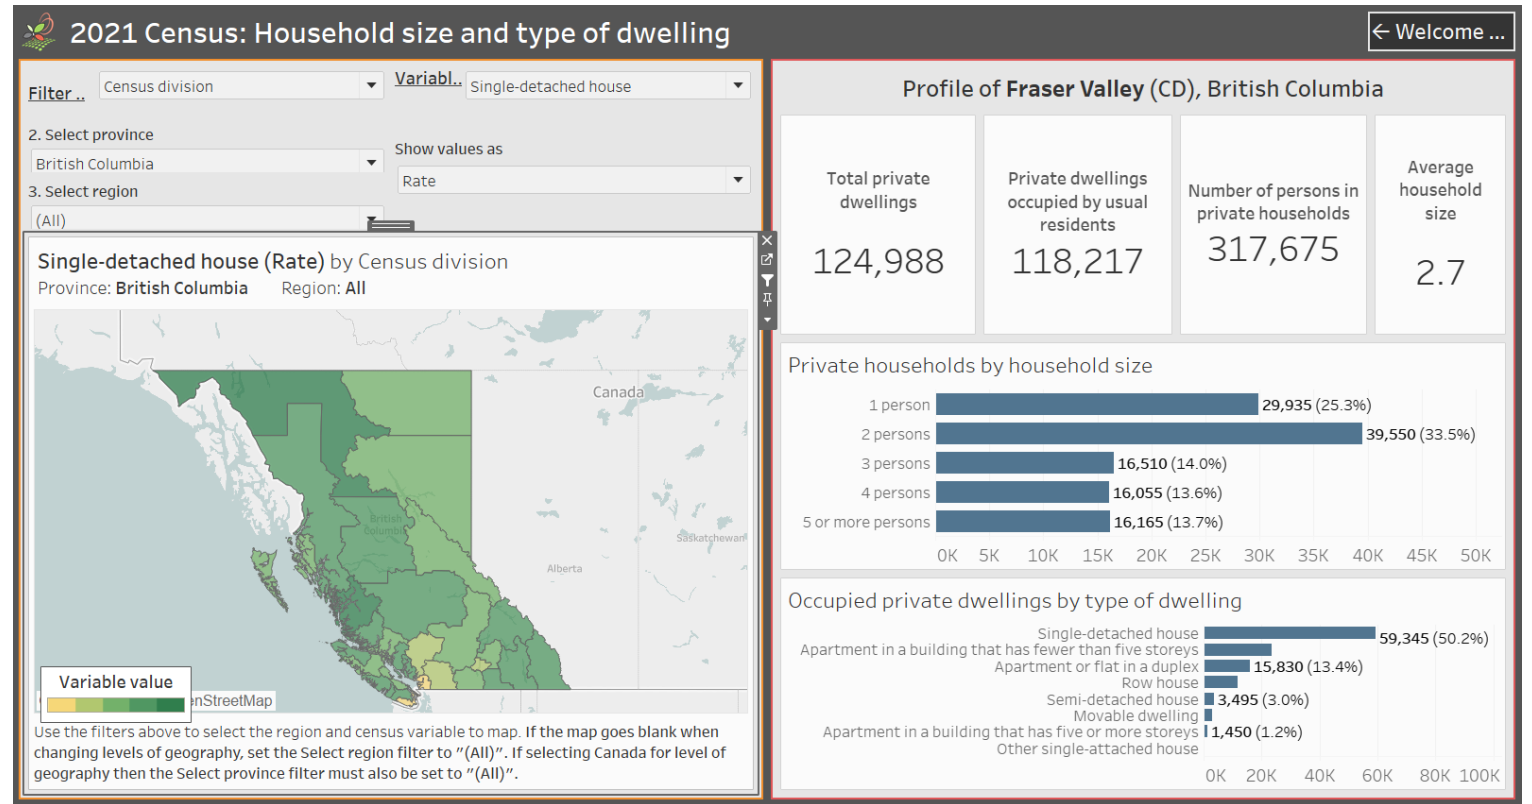 2021 Census: Household size and type of dwelling
← Welcome ...
Filter ..
Census division
Variabl..
Single-detached house
2. Select province
British Columbia
Show values as
Rate
3. Select region
(All)
Single-detached house (Rate) by Census division
Province: British Columbia Region: All
Canada
British
Columbia
Saskatchewan
Alberta
Variable value
enStreetMap
Use the filters above to select the region and census variable to map. If the map goes blank when
changing levels of geography, set the Select region filter to "(All)". If selecting Canada for level of
geography then the Select province filter must also be set to "(All)".
Profile of Fraser Valley (CD), British Columbia
Total private
dwellings
124,988
Private dwellings
occupied by usual
residents
118,217
Number of persons in
private households
317,675
Average
household
size
2.7
Private households by household size
1 person 29,935 (25.3%)
2 persons 39,550 (33.5%)
3 persons 16,510 (14.0%)
4 persons 16,055 (13.6%)
5 or more persons 16,165 (13.7%)
0K 5K 10K 15K 20K 25K 30K 35K 40K 45K 50K
Occupied private dwellings by type of dwelling
Single-detached house 59,345 (50.2%)
Apartment in a building that has fewer than five storeys
Apartment or flat in a duplex 15,830 (13.4%)
Row house
Semi-detached house 3,495 (3.0%)
Movable dwelling
Apartment in a building that has five or more storeys 1,450 (1.2%)
Other single-attached house
0K 20K 40K 60K 80K 100K